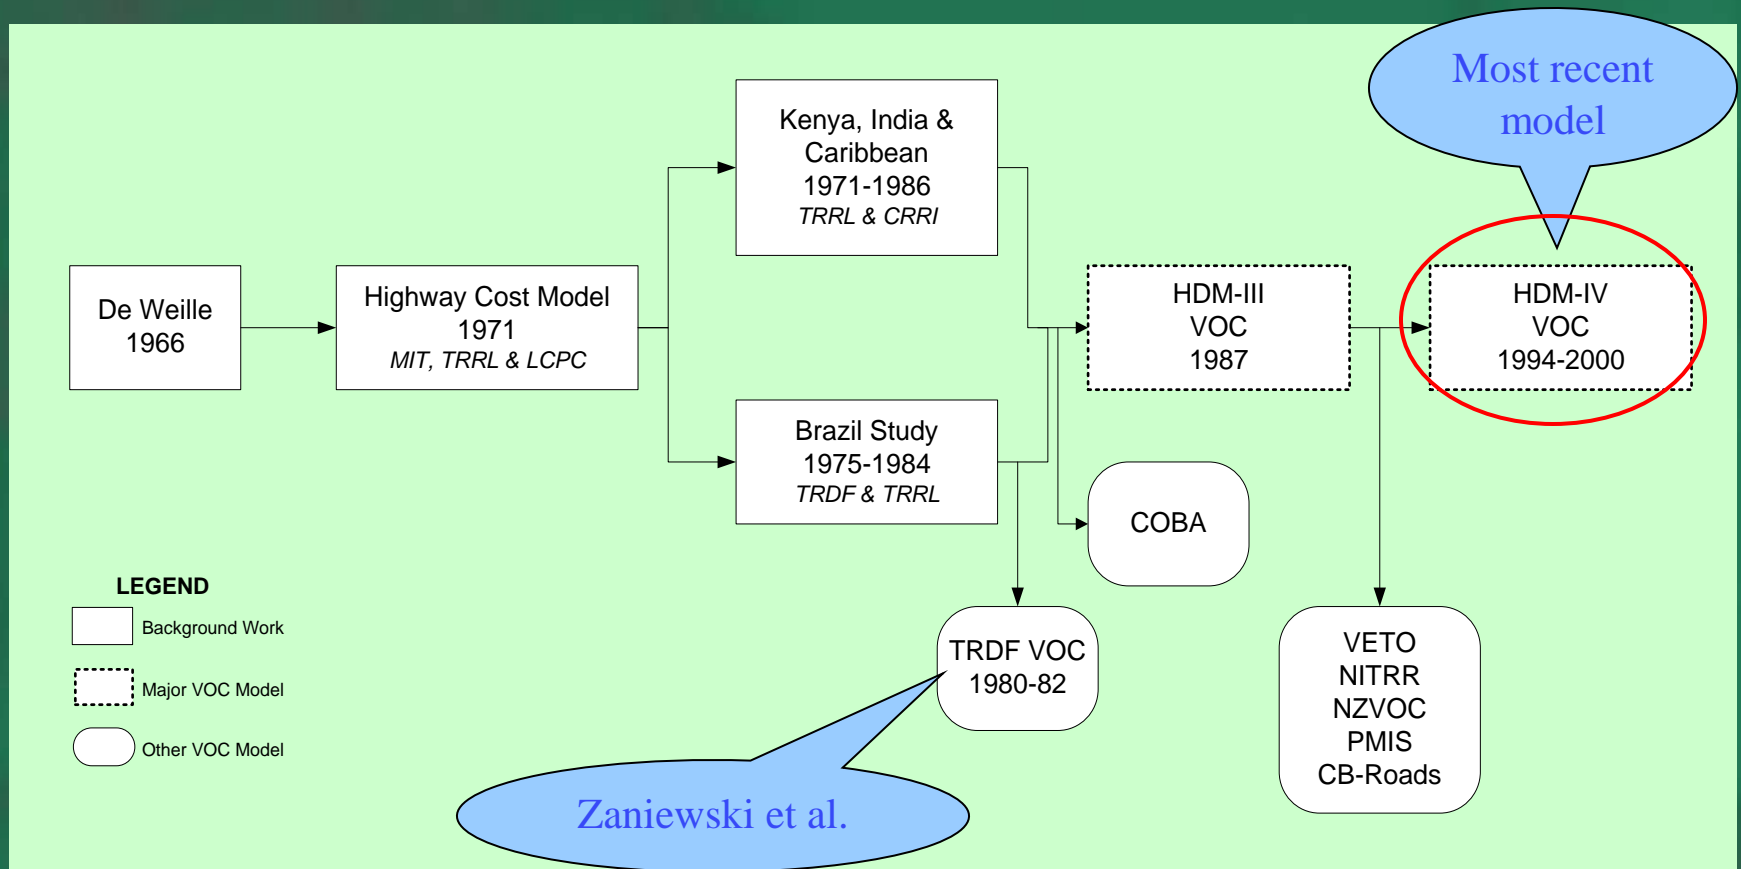 Most recent
model
Kenya, India &
Caribbean
1971-1986
TRRL & CRRI
De Weille
1966
Highway Cost Model
1971
MIT, TRRL & LCPC
HDM-III
VOC
1987
HDM-IV
VOC
1994-2000
Brazil Study
1975-1984
TRDF & TRRL
COBA
LEGEND
Background Work
Major VOC Model
Other VOC Model
TRDF VOC
1980-82
VETO
NITRR
NZVOC
PMIS
CB-Roads
Zaniewski et al.